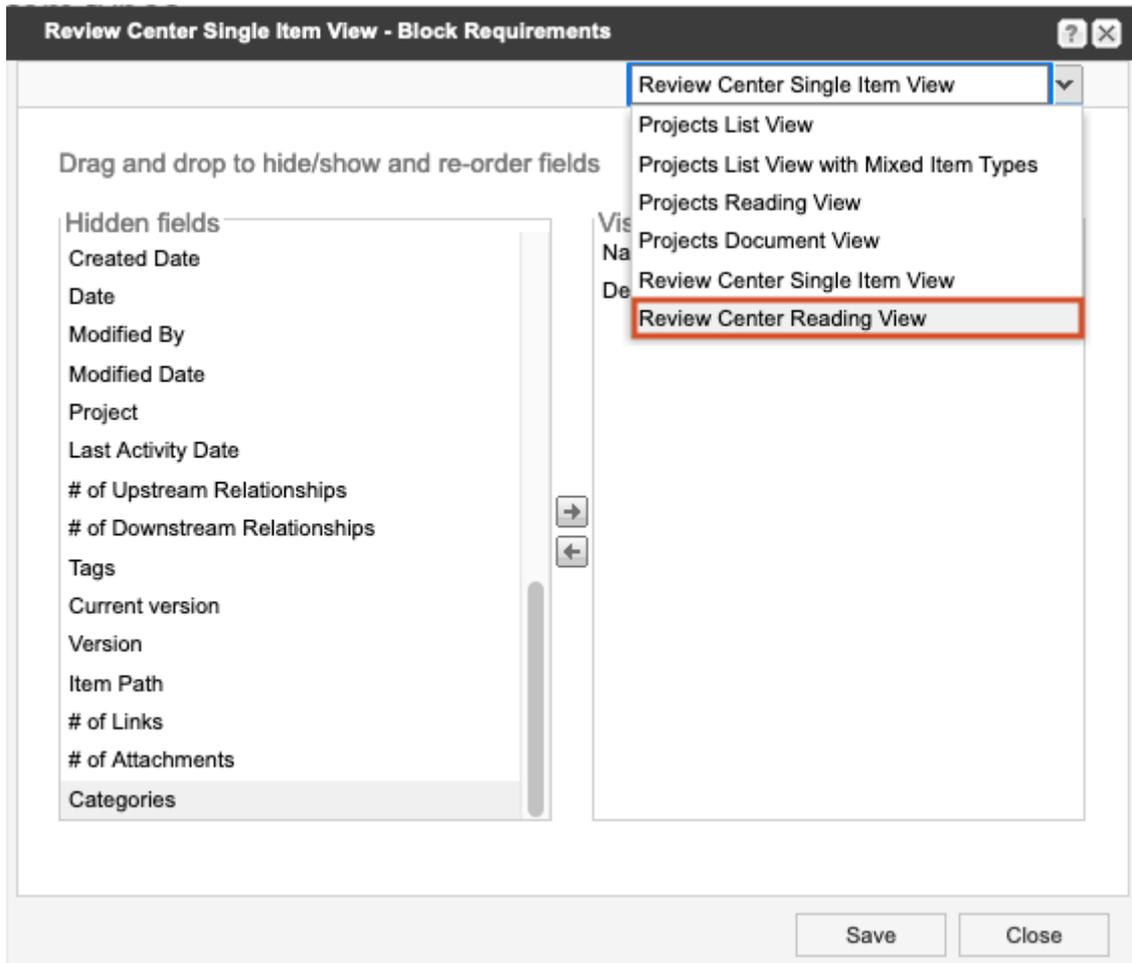 Review Center Single Item View - Block Requirements
?
Review Center Single Item View
Projects List View
Projects List View with Mixed Item Types
Projects Reading View
Projects Document View
Review Center Single Item View
Review Center Reading View
Drag and drop to hide/show and re-order fields
Hidden fields
Created Date
Date
Modified By
Modified Date
Project
Last Activity Date
# of Upstream Relationships
# of Downstream Relationships
Tags
Current version
Version
Item Path
# of Links
# of Attachments
Categories
Vis
Na
De
Save
Close